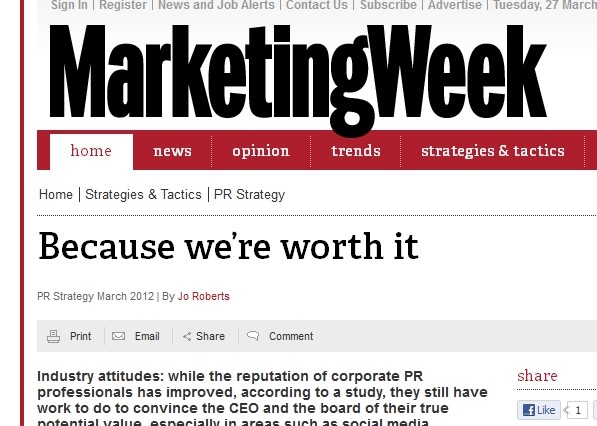 Sign In | Register | News and Job Alerts | Contact Us | Subscribe | Advertise | Tuesday, 27 March
MarketingWeek
home news opinion trends strategies & tactics
Home | Strategies & Tactics | PR Strategy
Because we're worth it
PR Strategy March 2012 | By Jo Roberts
Print Email Share Comment
Industry attitudes: while the reputation of corporate PR
professionals has improved, according to a study, they still have
work to do to convince the CEO and the board of their true
potential value, especially in areas such as social media
share
Like 1